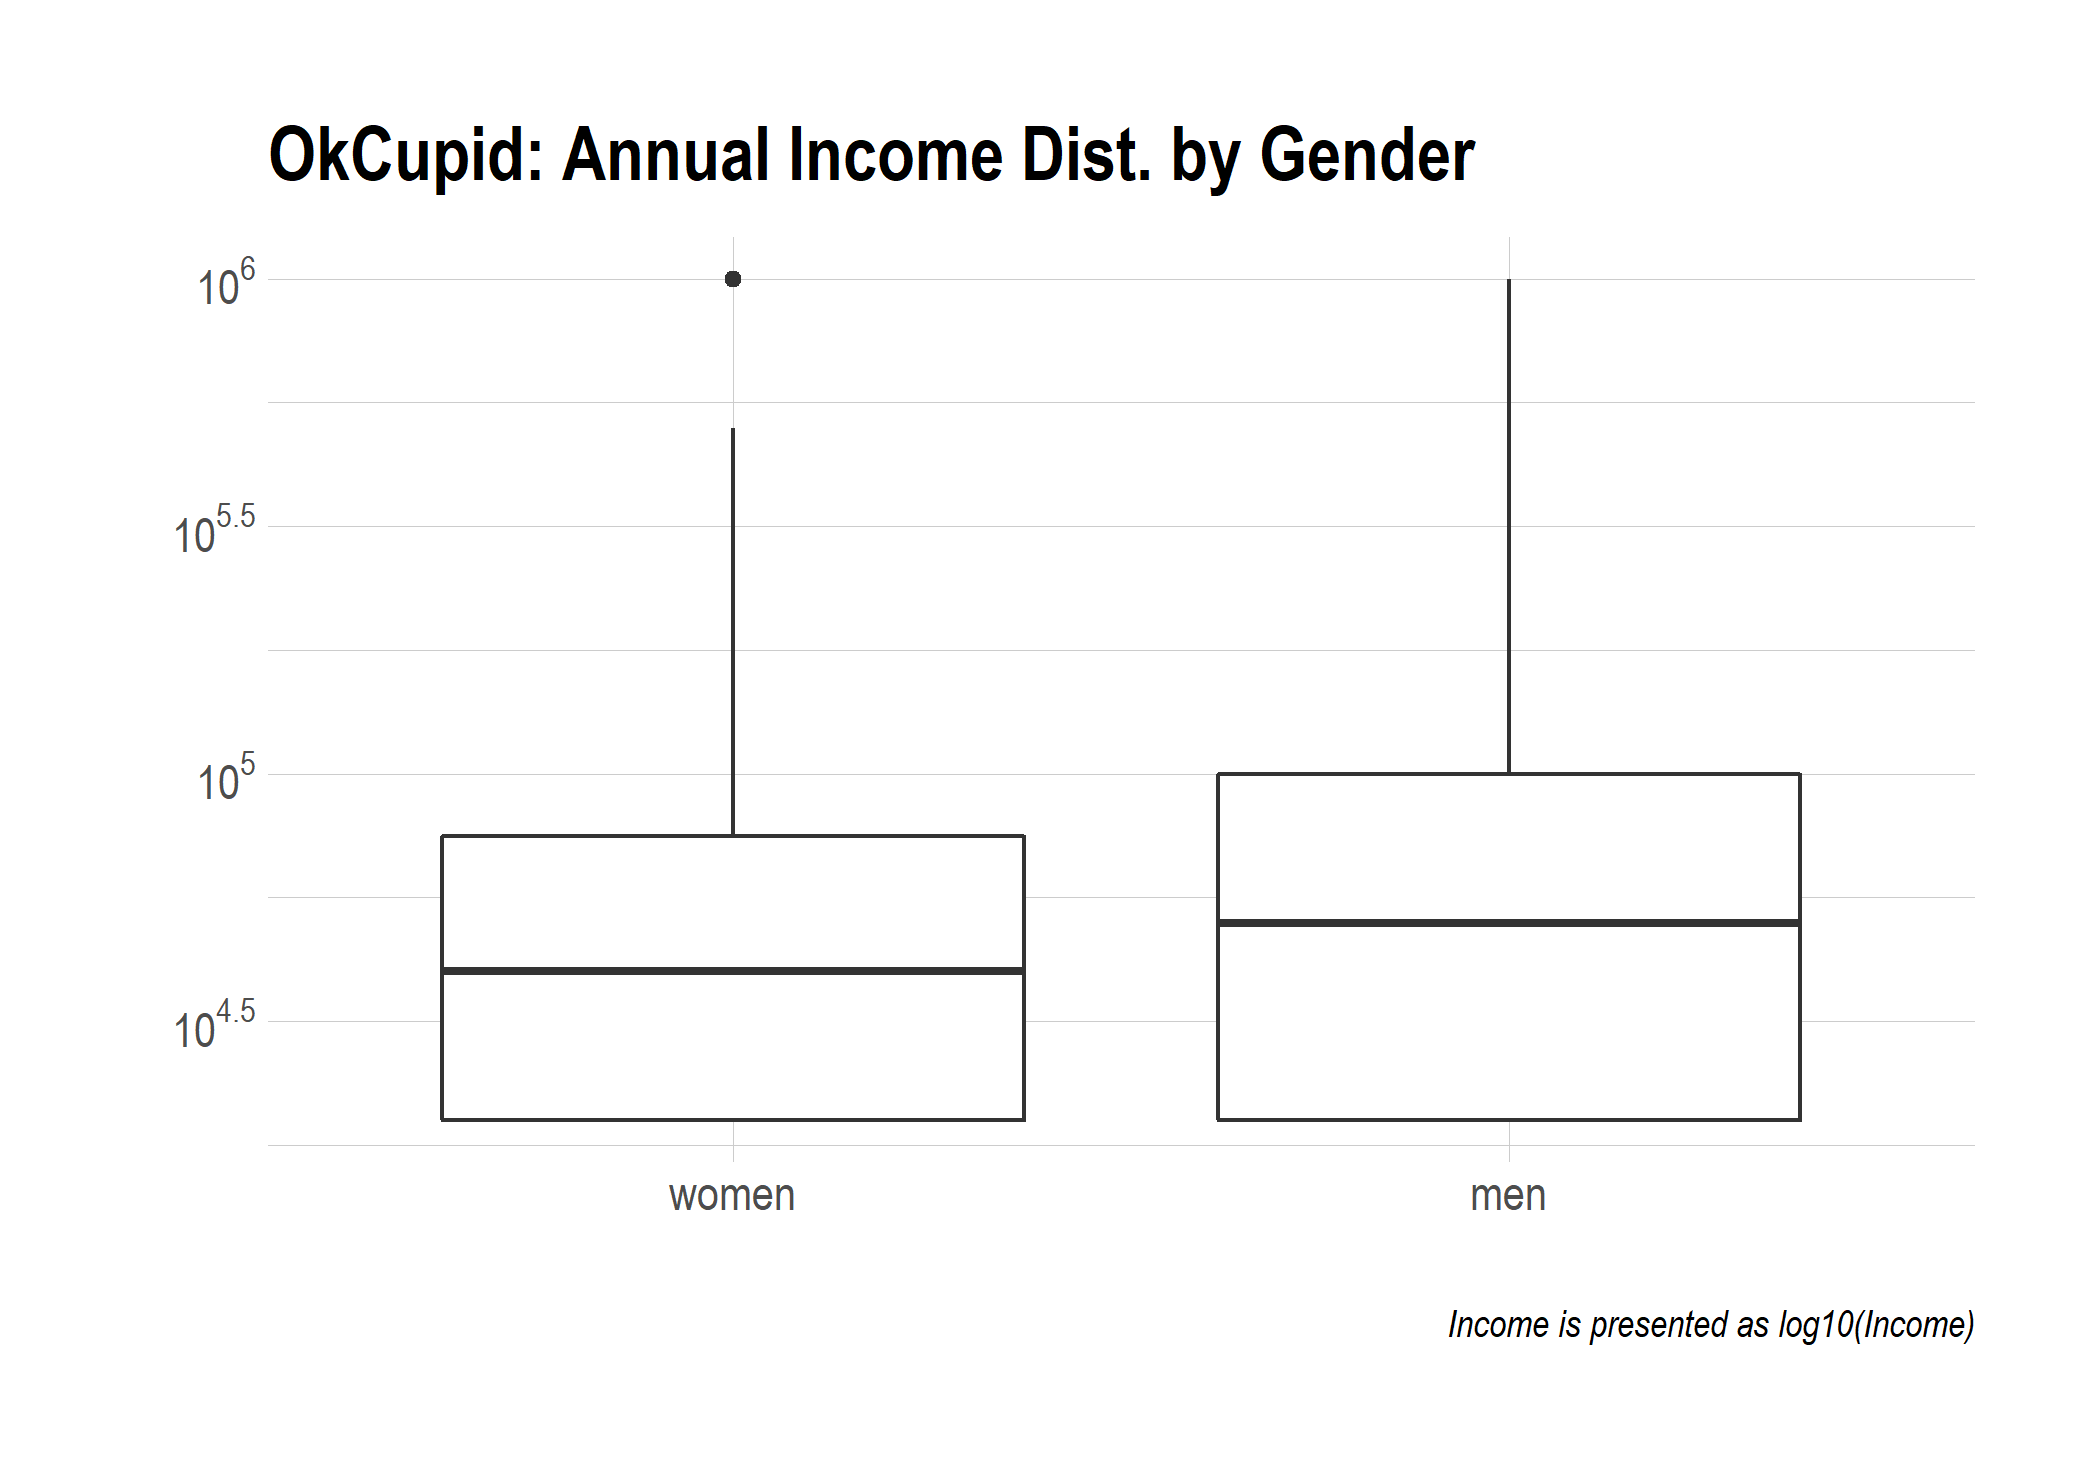 OkCupid: Annual Income Dist. by Gender
10^6
10^5.5
10^5
10^4.5
women men
Income is presented as log10(Income)